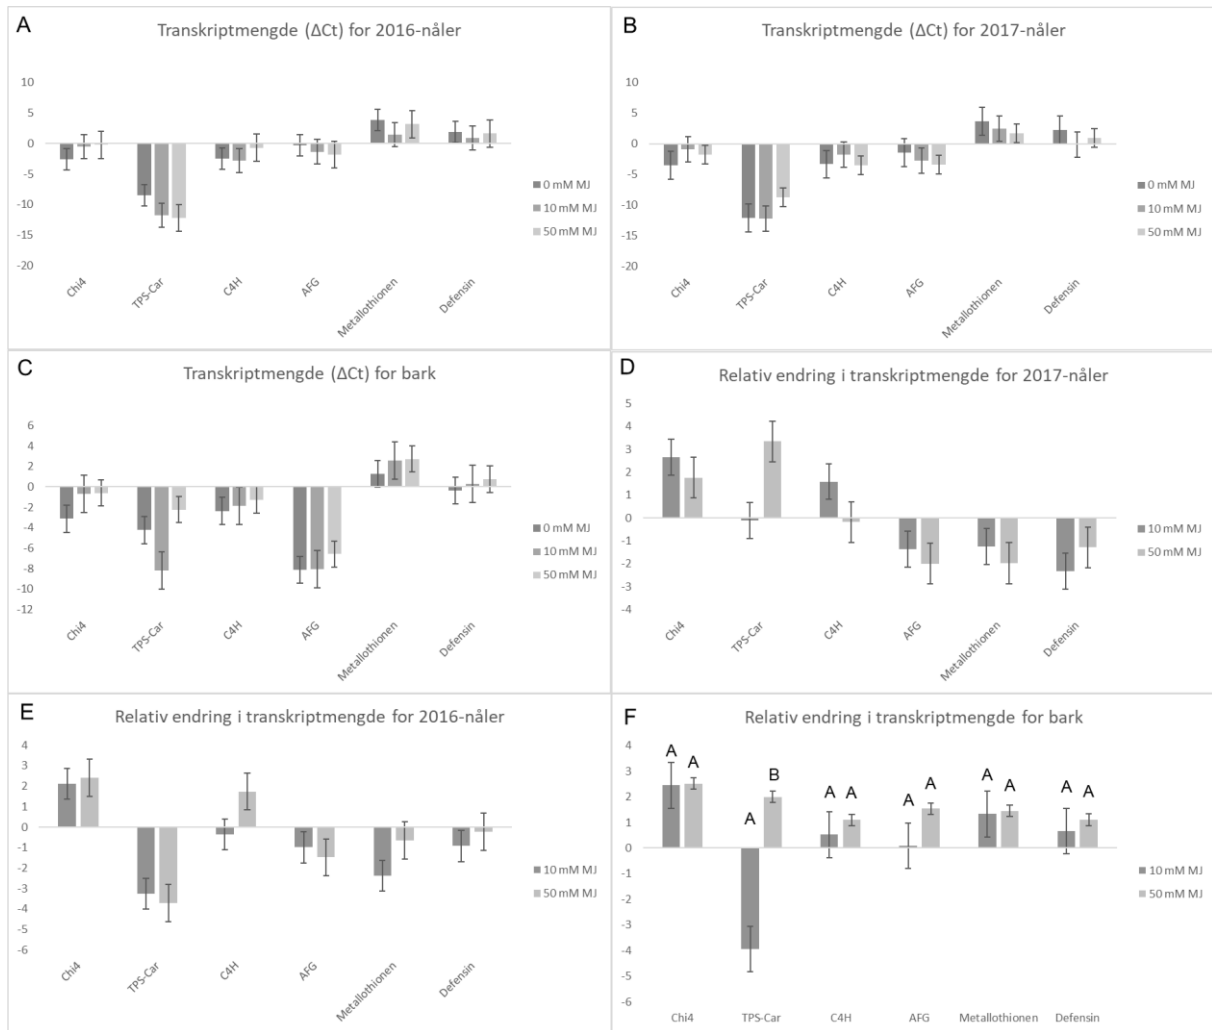 A
Transkriptmengde (ΔCt) for 2016-nåler
10
5
0
-5
-10
-15
-20
Chi4
TPS-Car
C4H
AFG
Metallothionen
Defensin
0 mM MJ
10 mM MJ
50 mM MJ
B
Transkriptmengde (ΔCt) for 2017-nåler
10
5
0
-5
-10
-15
-20
Chi4
TPS-Car
C4H
AFG
Metallothionen
Defensin
0 mM MJ
10 mM MJ
50 mM MJ
C
Transkriptmengde (ΔCt) for bark
6
4
2
0
-2
-4
-6
-8
-10
-12
Chi4
TPS-Car
C4H
AFG
Metallothionen
Defensin
0 mM MJ
10 mM MJ
50 mM MJ
D
Relativ endring i transkriptmengde for 2017-nåler
5
4
3
2
1
0
-1
-2
-3
-4
Chi4
TPS-Car
C4H
AFG
Metallothionen
Defensin
10 mM MJ
50 mM MJ
E
Relativ endring i transkriptmengde for 2016-nåler
4
3
2
1
0
-1
-2
-3
-4
-5
-6
Chi4
TPS-Car
C4H
AFG
Metallothionen
Defensin
10 mM MJ
50 mM MJ
F
Relativ endring i transkriptmengde for bark
4
3
2
1
0
-1
-2
-3
-4
-5
-6
A A A B A A A A A A A A
Chi4 TPS-Car C4H AFG Metallothionen Defensin
10 mM MJ
50 mM MJ